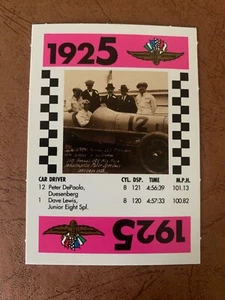 1925
12
CAR DRIVER CYL. DSP. TIME M.P.H.
12 Peter DePaolo, 8 121 4:56:39 101.13
Duesenberg
1 Dave Lewis, 8 120 4:57:33 100.82
Junior Eight Spl.
1925